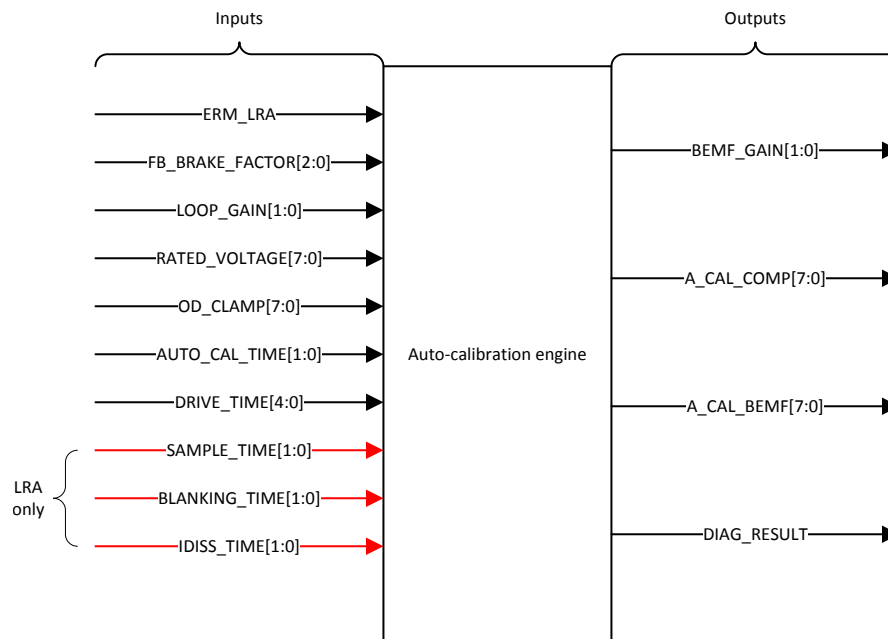 Inputs
Outputs
ERM_LRA
FB_BRAKE_FACTOR[2:0]
LOOP_GAIN[1:0]
RATED_VOLTAGE[7:0]
OD_CLAMP[7:0]
AUTO_CAL_TIME[1:0]
DRIVE_TIME[4:0]
SAMPLE_TIME[1:0]
BLANKING_TIME[1:0]
IDISS_TIME[1:0]
LRA
only
Auto-calibration engine
BEMF_GAIN[1:0]
A_CAL_COMP[7:0]
A_CAL_BEMF[7:0]
DIAG_RESULT